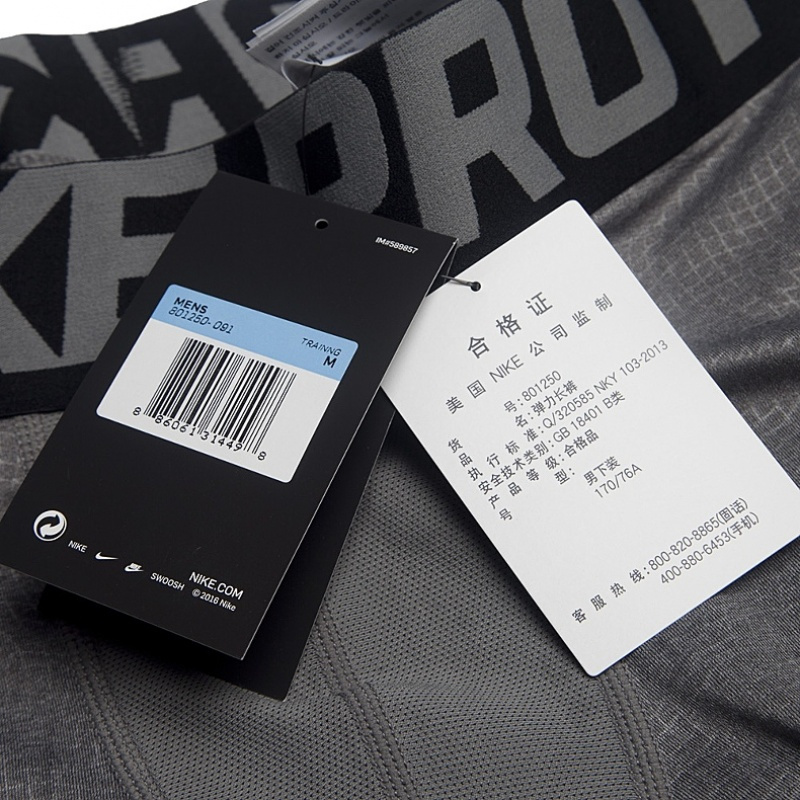 KE PRO
IM#589857
MENS
801250-091
TRAINNG
M
8 86061 31449 8
NIKE
SWOOSH
NIKE.COM
© 2016 Nike
合格证
美国 NIKE 公司监制
货号:801250
品名:弹力长裤
执行标准:Q/320585 NKY 103-2013
安全技术类别:GB 18401 B类
产品等级:合格品
号型:男下装
170/76A
客服热线:800-820-8865(固话)
400-880-6453(手机)